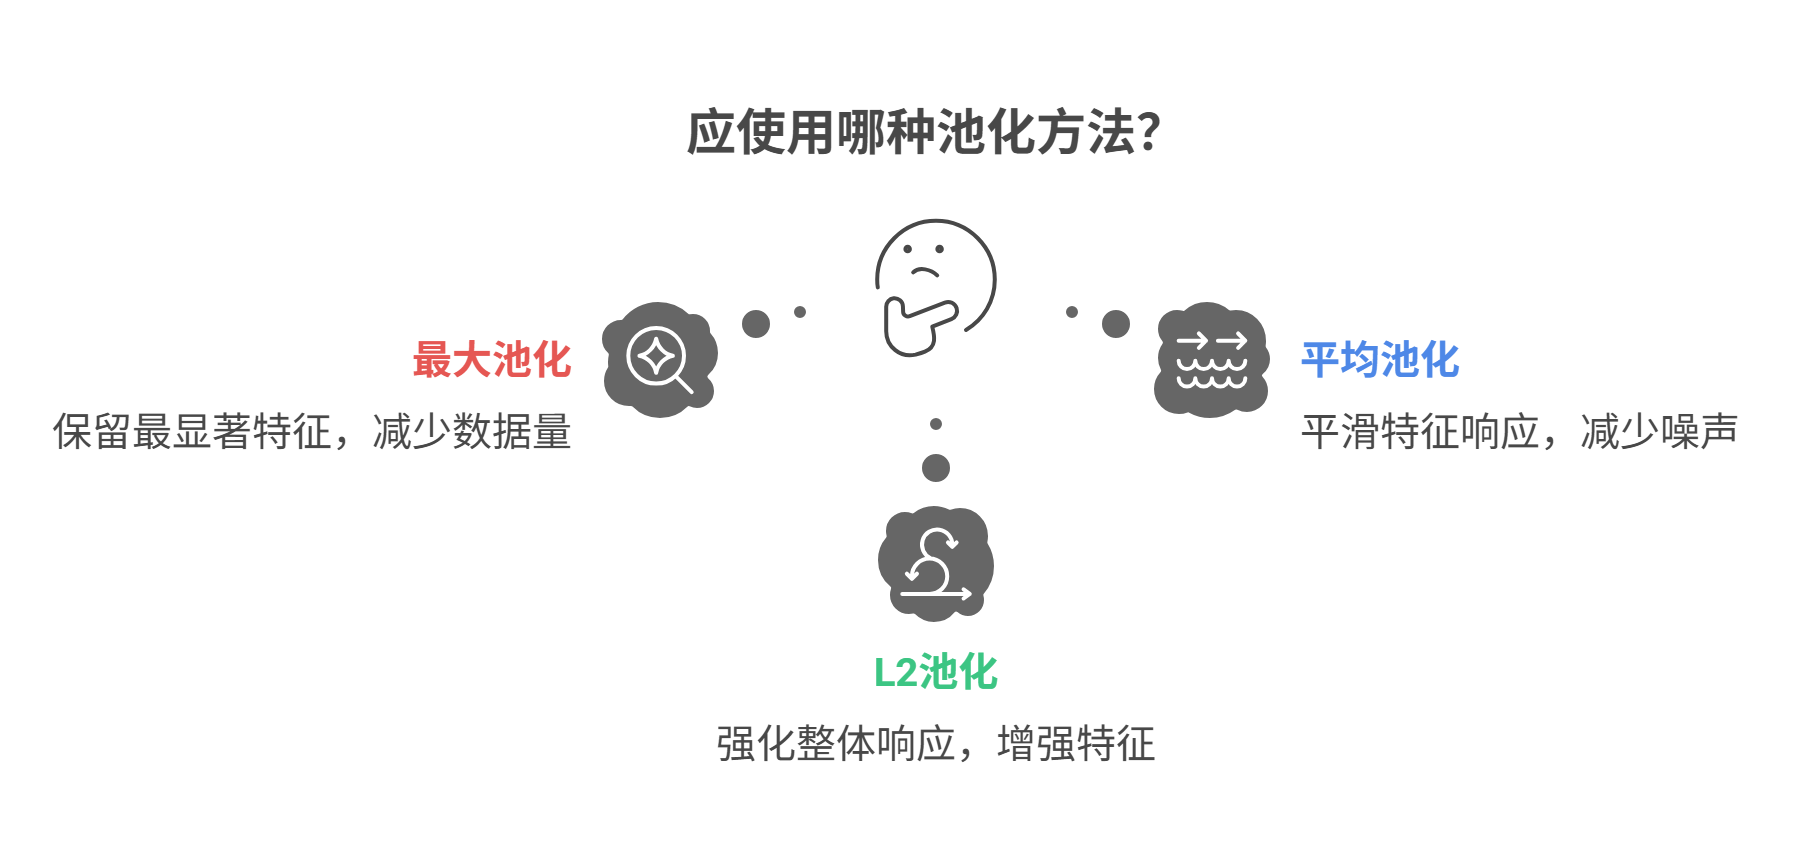 应使用哪种池化方法？
最大池化
保留最显著特征，减少数据量
平均池化
平滑特征响应，减少噪声
L2池化
强化整体响应，增强特征